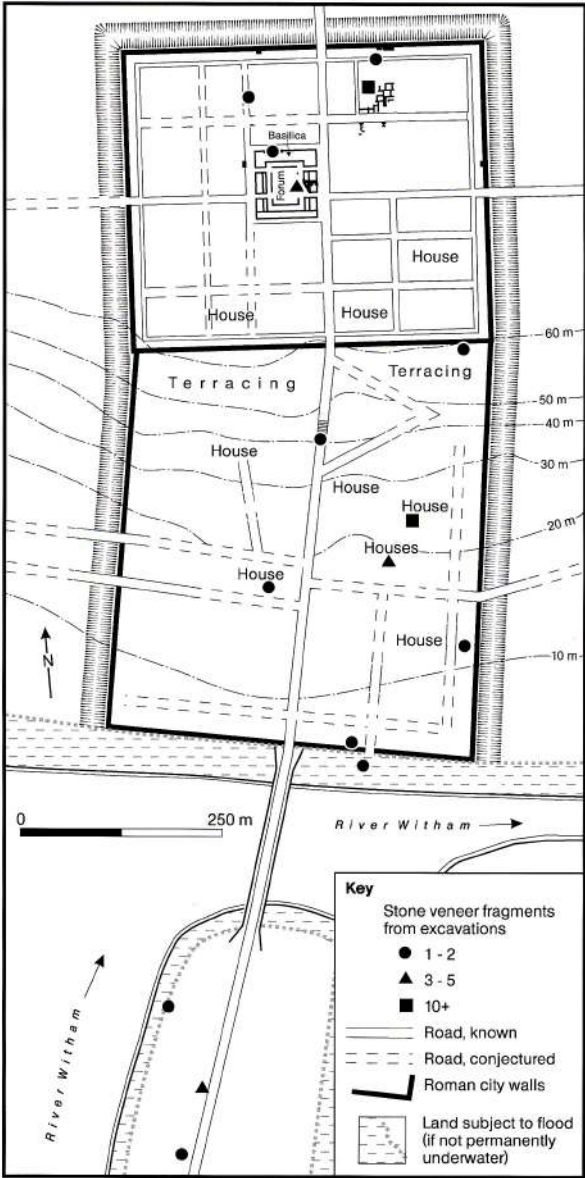 Basilica
Forum
House
House
House
60 m
Terracing
Terracing
50 m
40 m
House
30 m
House
House
20 m
Houses
House
House
10 m
N
0
250 m
River Witham
River Witham
Key
Stone veneer fragments
from excavations
1 - 2
3 - 5
10+
Road, known
Road, conjectured
Roman city walls
Land subject to flood
(if not permanently
underwater)